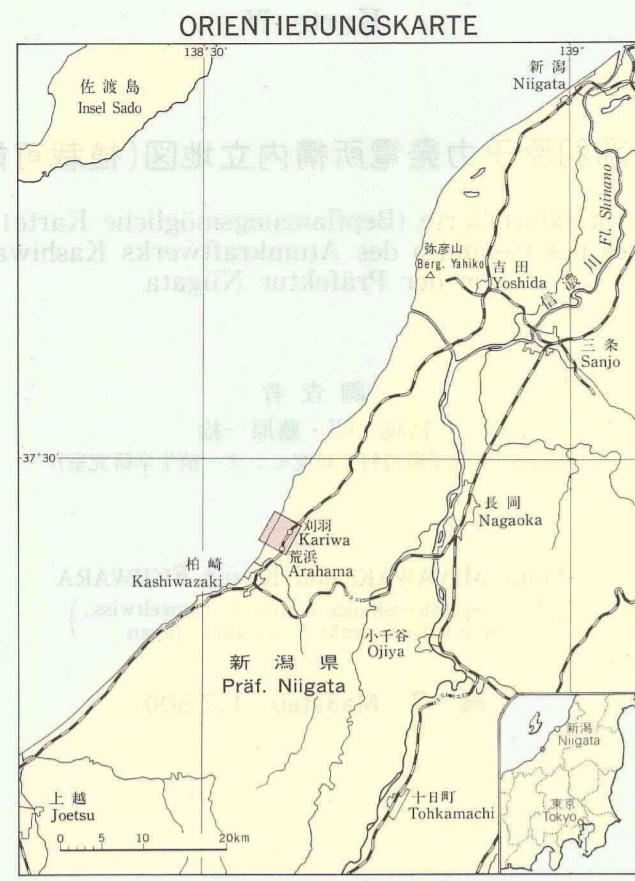 ORIENTIERUNGSKARTE
138°30'
139°
佐渡島
Insel Sado
新潟
Niigata
信濃川 Fl. Shinano
弥彦山
Berg. Yahiko
吉田
Yoshida
三条
Sanjo
37°30'
長岡
Nagaoka
刈羽
Kariwa
荒浜
Arahama
柏崎
Kashiwazaki
小千谷
Ojiya
新潟県
Präf. Niigata
新潟
Niigata
東京
Tokyo
上越
Joetsu
十日町
Tohkamachi
0 5 10 20km